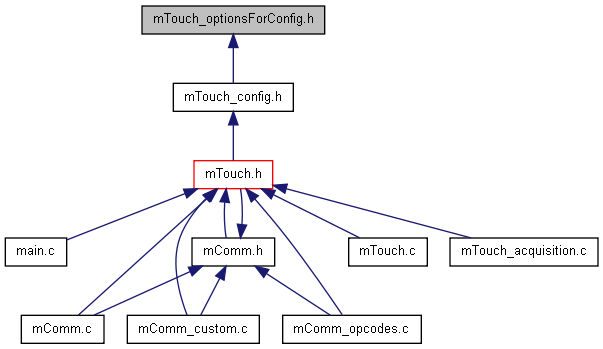 mTouch_optionsForConfig.h
mTouch_config.h
mTouch.h
main.c
mComm.h
mTouch.c
mTouch_acquisition.c
mComm.c
mComm_custom.c
mComm_opcodes.c